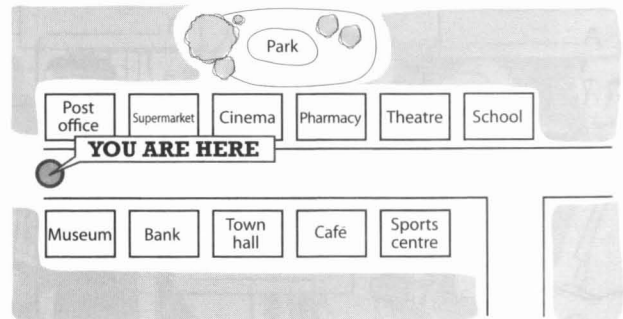 Park
Post
office
Supermarket
Cinema
Pharmacy
Theatre
School
YOU ARE HERE
Museum
Bank
Town
hall
Café
Sports
centre